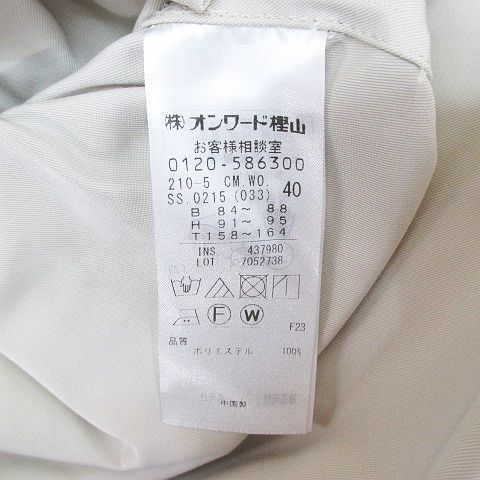 ㈱オンワード樫山
お客様相談室
0120-586300
210-5 CM.WO. 40
SS.0215(033)
B 84~ 88
H 91~ 95
T158~164
INS. 437980
LOT 7052738
F W
F23
品質
ポリエステル 100%
中国製